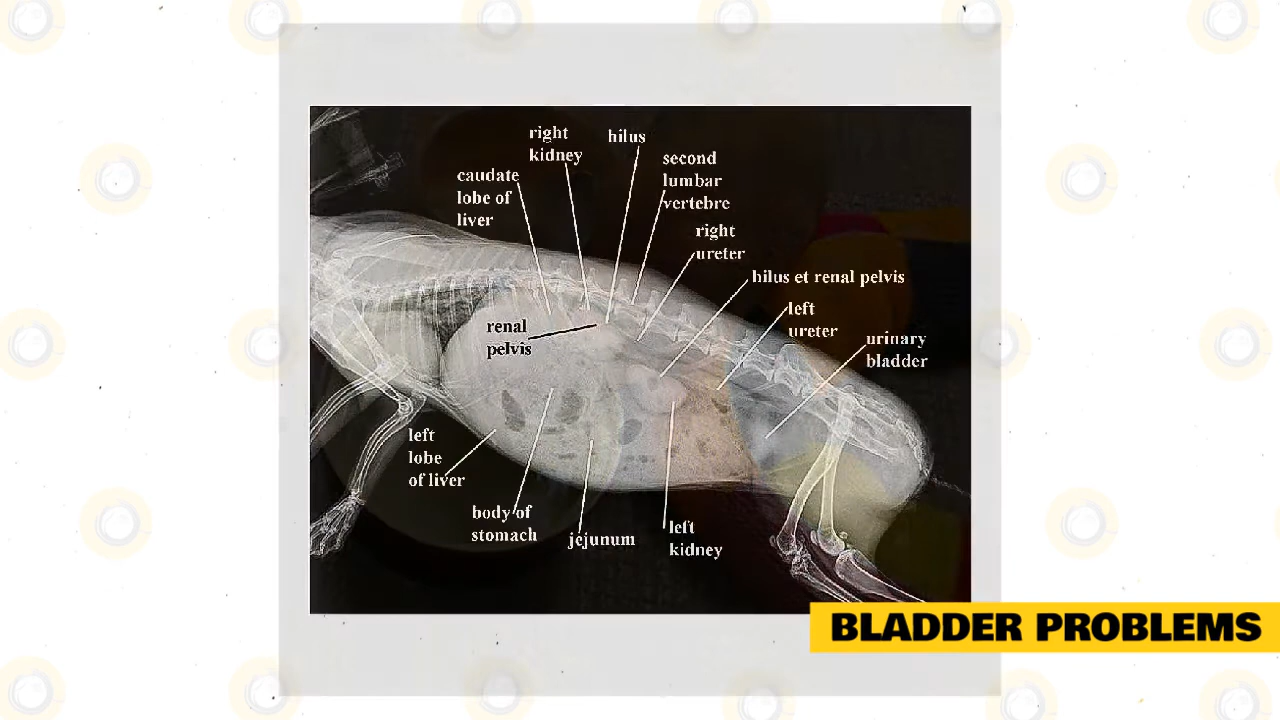 right
kidney
hilus
second
lumbar
vertebre
caudate
lobe of
liver
right
ureter
hilus et renal pelvis
left
ureter
urinary
bladder
renal
pelvis
left
lobe
of liver
body of
stomach
jejunum
left
kidney
BLADDER PROBLEMS